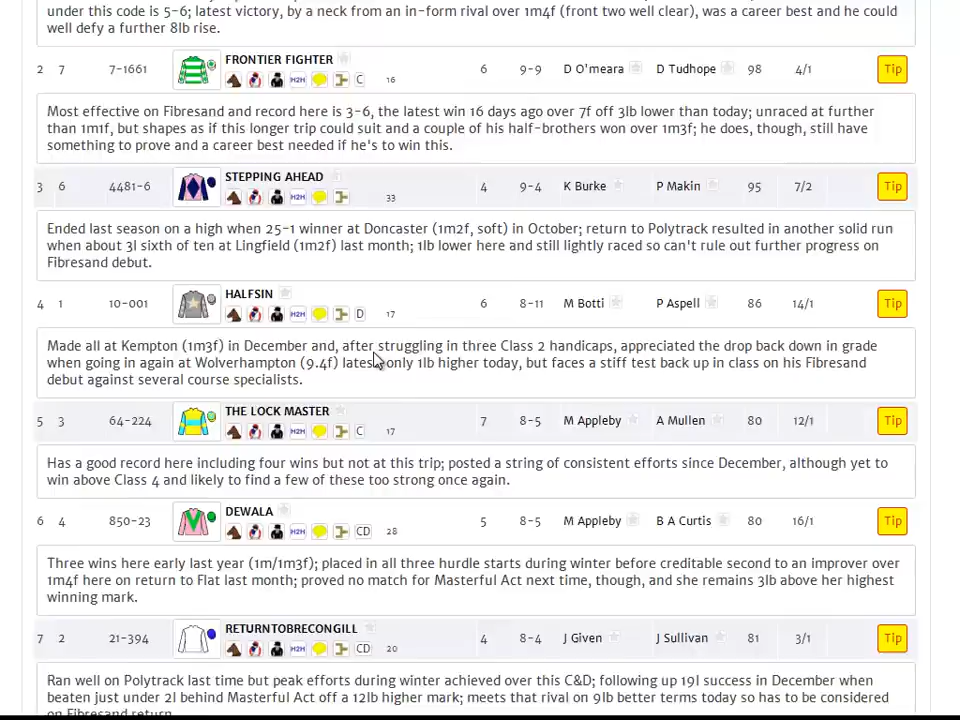 under this code is 5-6; latest victory, by a neck from an in-form rival over 1m4f (front two well clear), was a career best and he could
well defy a further 8lb rise.
2 7 7-1661 FRONTIER FIGHTER 6 9-9 D O'meara D Tudhope 98 4/1 Tip
H2H C 16
Most effective on Fibresand and record here is 3-6, the latest win 16 days ago over 7f off 3lb lower than today; unraced at further
than 1m1f, but shapes as if this longer trip could suit and a couple of his half-brothers won over 1m3f; he does, though, still have
something to prove and a career best needed if he's to win this.
3 6 4481-6 STEPPING AHEAD 4 9-4 K Burke P Makin 95 7/2 Tip
H2H 33
Ended last season on a high when 25-1 winner at Doncaster (1m2f, soft) in October; return to Polytrack resulted in another solid run
when about 3l sixth of ten at Lingfield (1m2f) last month; 1lb lower here and still lightly raced so can't rule out further progress on
Fibresand debut.
4 1 10-001 HALFSIN 6 8-11 M Botti P Aspell 86 14/1 Tip
H2H D 17
Made all at Kempton (1m3f) in December and, after struggling in three Class 2 handicaps, appreciated the drop back down in grade
when going in again at Wolverhampton (9.4f) latest; only 1lb higher today, but faces a stiff test back up in class on his Fibresand
debut against several course specialists.
5 3 64-224 THE LOCK MASTER 7 8-5 M Appleby A Mullen 80 12/1 Tip
H2H C 17
Has a good record here including four wins but not at this trip; posted a string of consistent efforts since December, although yet to
win above Class 4 and likely to find a few of these too strong once again.
6 4 850-23 DEWALA 5 8-5 M Appleby B A Curtis 80 16/1 Tip
H2H CD 28
Three wins here early last year (1m/1m3f); placed in all three hurdle starts during winter before creditable second to an improver over
1m4f here on return to Flat last month; proved no match for Masterful Act next time, though, and she remains 3lb above her highest
winning mark.
7 2 21-394 RETURNTOBRECONGILL 4 8-4 J Given J Sullivan 81 3/1 Tip
H2H CD 20
Ran well on Polytrack last time but peak efforts during winter achieved over this C&D; following up 19l success in December when
beaten just under 2l behind Masterful Act off a 12lb higher mark; meets that rival on 9lb better terms today so has to be considered
on Fibresand return.